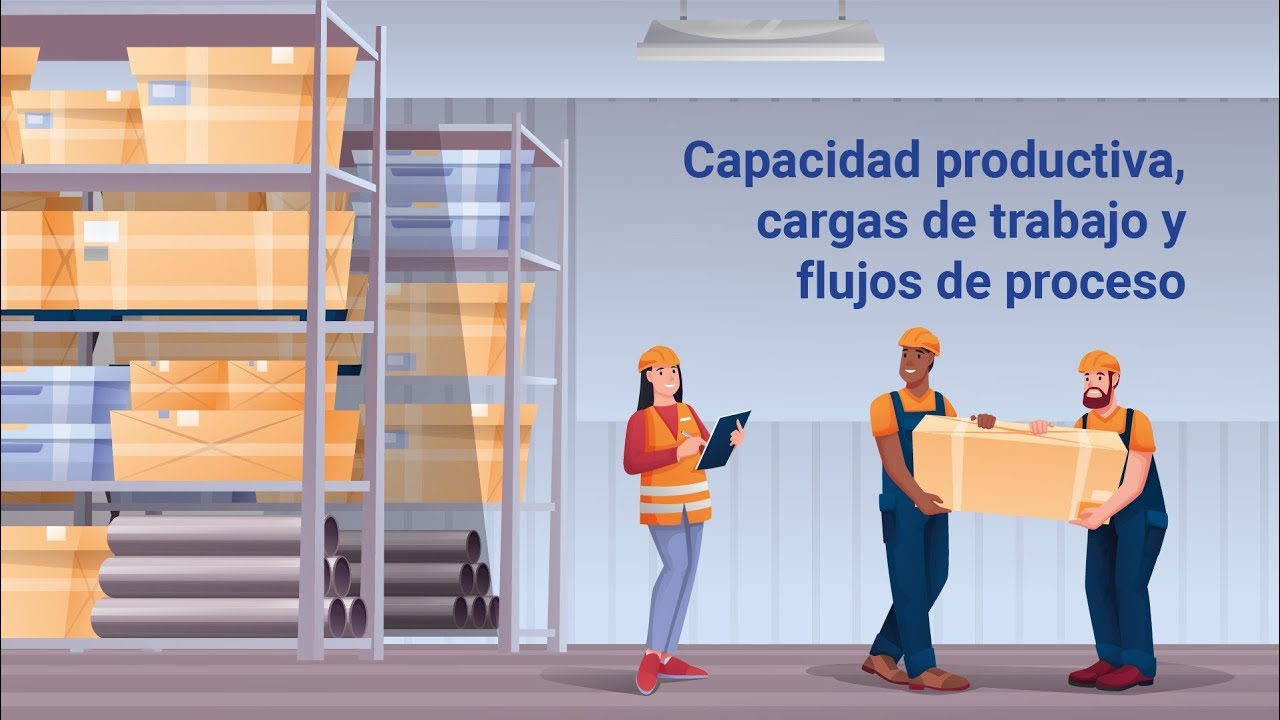 Capacidad productiva,
cargas de trabajo y
flujos de proceso